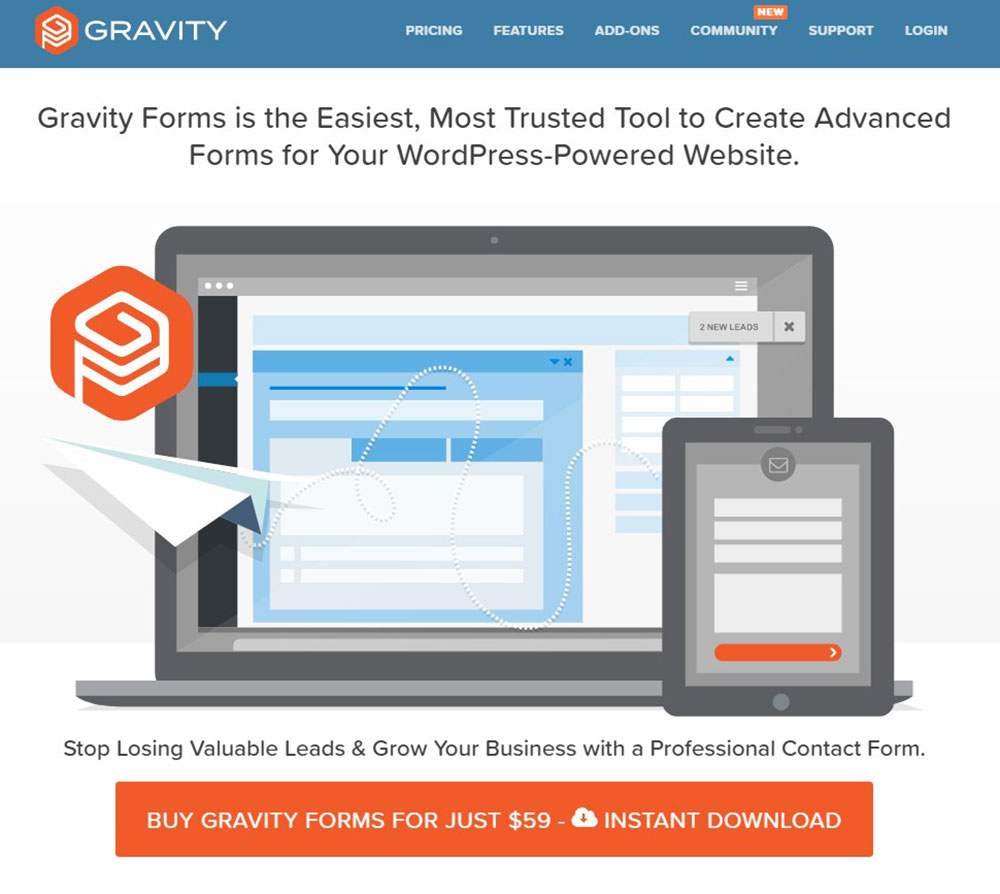 GRAVITY
PRICING FEATURES ADD-ONS COMMUNITY NEW SUPPORT LOGIN
Gravity Forms is the Easiest, Most Trusted Tool to Create Advanced
Forms for Your WordPress-Powered Website.
2 NEW LEADS
Stop Losing Valuable Leads & Grow Your Business with a Professional Contact Form.
BUY GRAVITY FORMS FOR JUST $59 - INSTANT DOWNLOAD